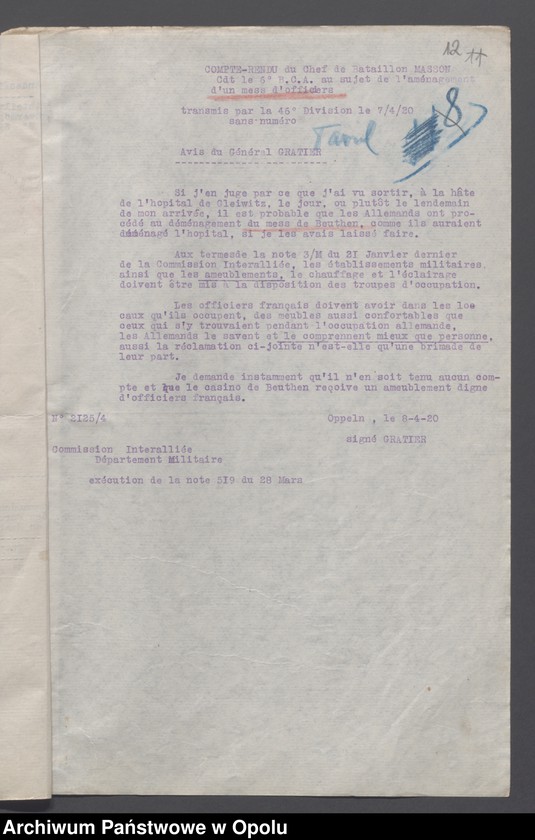 12 ++
COMPTE-RENDU du Chef de Bataillon MASSON
Cdt le 6° B.C.A. au sujet de l'aménagement
d'un mess d'officiers
transmis par la 46° Division le 7/4/20
sans numéro
8
Avis du Général GRATIER
Si j'en juge par ce que j'ai vu sortir, à la hâte
de l'hopital de Gleiwitz, le jour, ou plutôt le lendemain
de mon arrivée, il est probable que les Allemands ont pro-
cédé au déménagement du mess de Beuthen, comme ils auraient
déménagé l'hopital, si je les avais laissé faire.
Aux termesde la note 3/M du 21 Janvier dernier
de la Commission Interalliée, les établissements militaires,
ainsi que les ameublements, le chauffage et l'éclairage
doivent être mis à la disposition des troupes d'occupation.
Les officiers français doivent avoir dans les loe
caux qu'ils occupent, des meubles aussi confortables que
ceux qui s'y trouvaient pendant l'occupation allemande,
les Allemands le savent et le comprennent mieux que personne,
aussi la réclamation ci-jointe n'est-elle qu'une brimade de
leur part.
Je demande instamment qu'il n'en soit tenu aucun com-
pte et que le casino de Beuthen reçoive un ameublement digne
d'officiers français.
N° 2125/4 Oppeln , le 8-4-20
signé GRATIER
Commission Interalliée
Département Militaire
exécution de la note 519 du 28 Mars
Archiwum Państwowe w Opolu